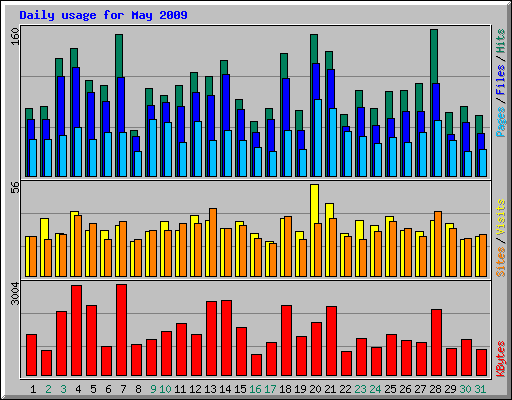 Daily usage for May 2009
160
Pages / Files / Hits
56
Sites / Visits
3004
KBytes
1 2 3 4 5 6 7 8 9 10 11 12 13 14 15 16 17 18 19 20 21 22 23 24 25 26 27 28 29 30 31